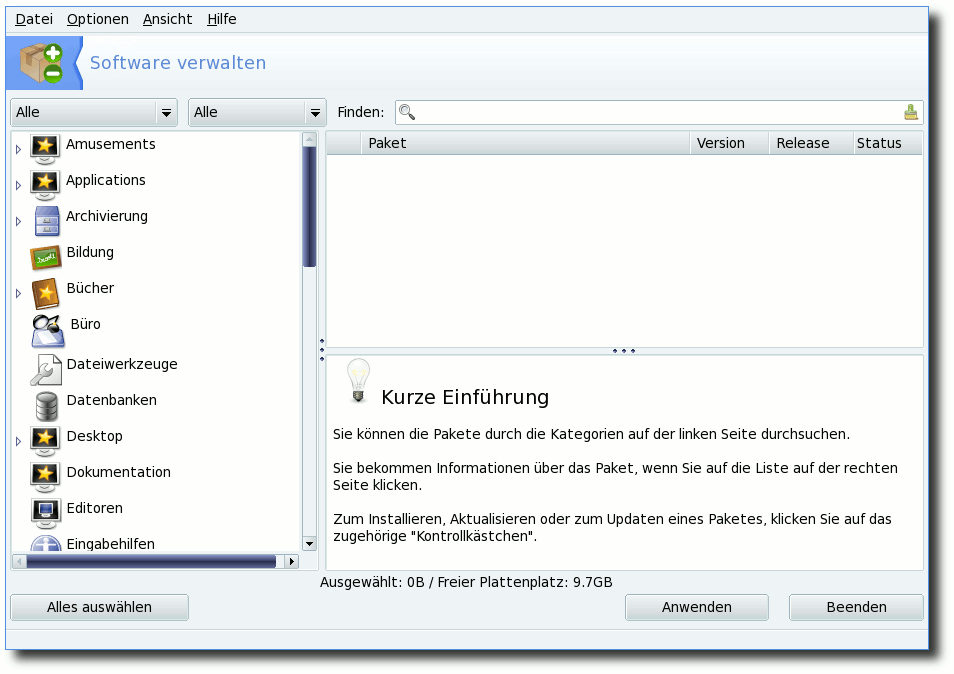 Datei Optionen Ansicht Hilfe
Software verwalten
Alle Alle Finden:
Paket Version Release Status
Amusements
Applications
Archivierung
Bildung
Bücher
Büro
Dateiwerkzeuge
Datenbanken
Desktop
Dokumentation
Editoren
Eingabehilfen
Kurze Einführung
Sie können die Pakete durch die Kategorien auf der linken Seite durchsuchen.
Sie bekommen Informationen über das Paket, wenn Sie auf die Liste auf der rechten
Seite klicken.
Zum Installieren, Aktualisieren oder zum Updaten eines Paketes, klicken Sie auf das
zugehörige "Kontrollkästchen".
Ausgewählt: 0B / Freier Plattenplatz: 9.7GB
Alles auswählen Anwenden Beenden